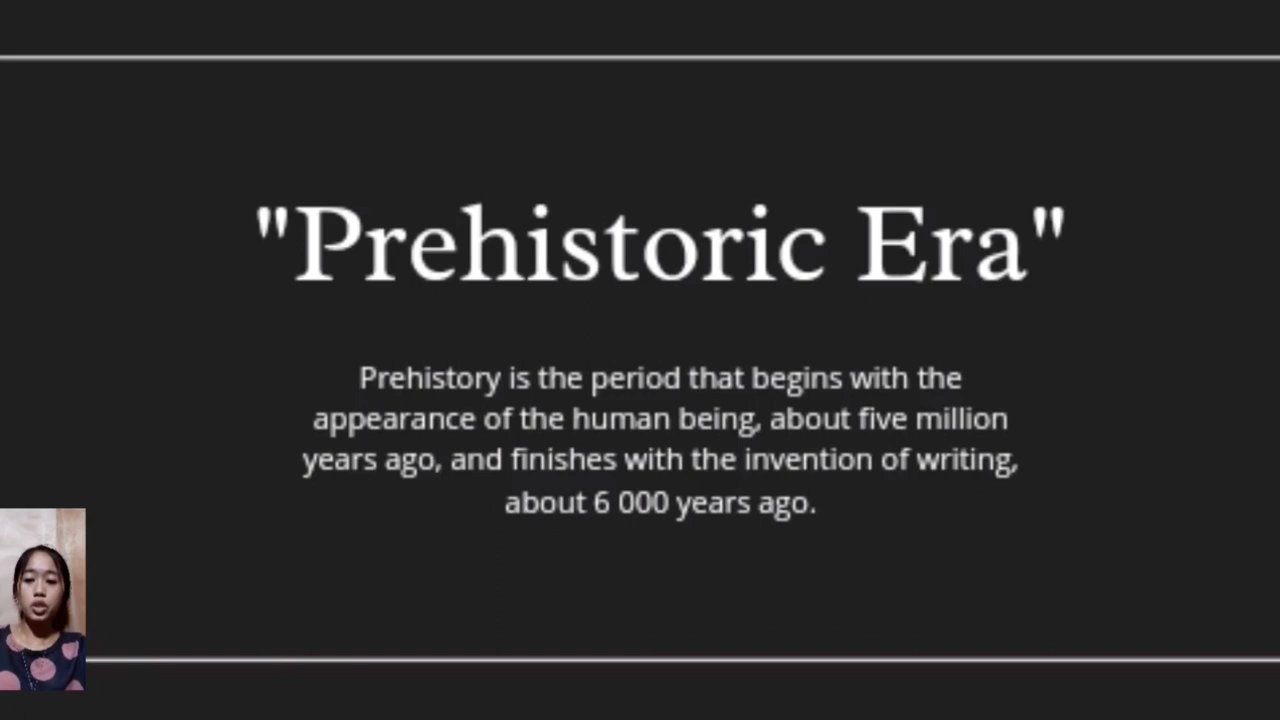 "Prehistoric Era"
Prehistory is the period that begins with the
appearance of the human being, about five million
years ago, and finishes with the invention of writing,
about 6 000 years ago.